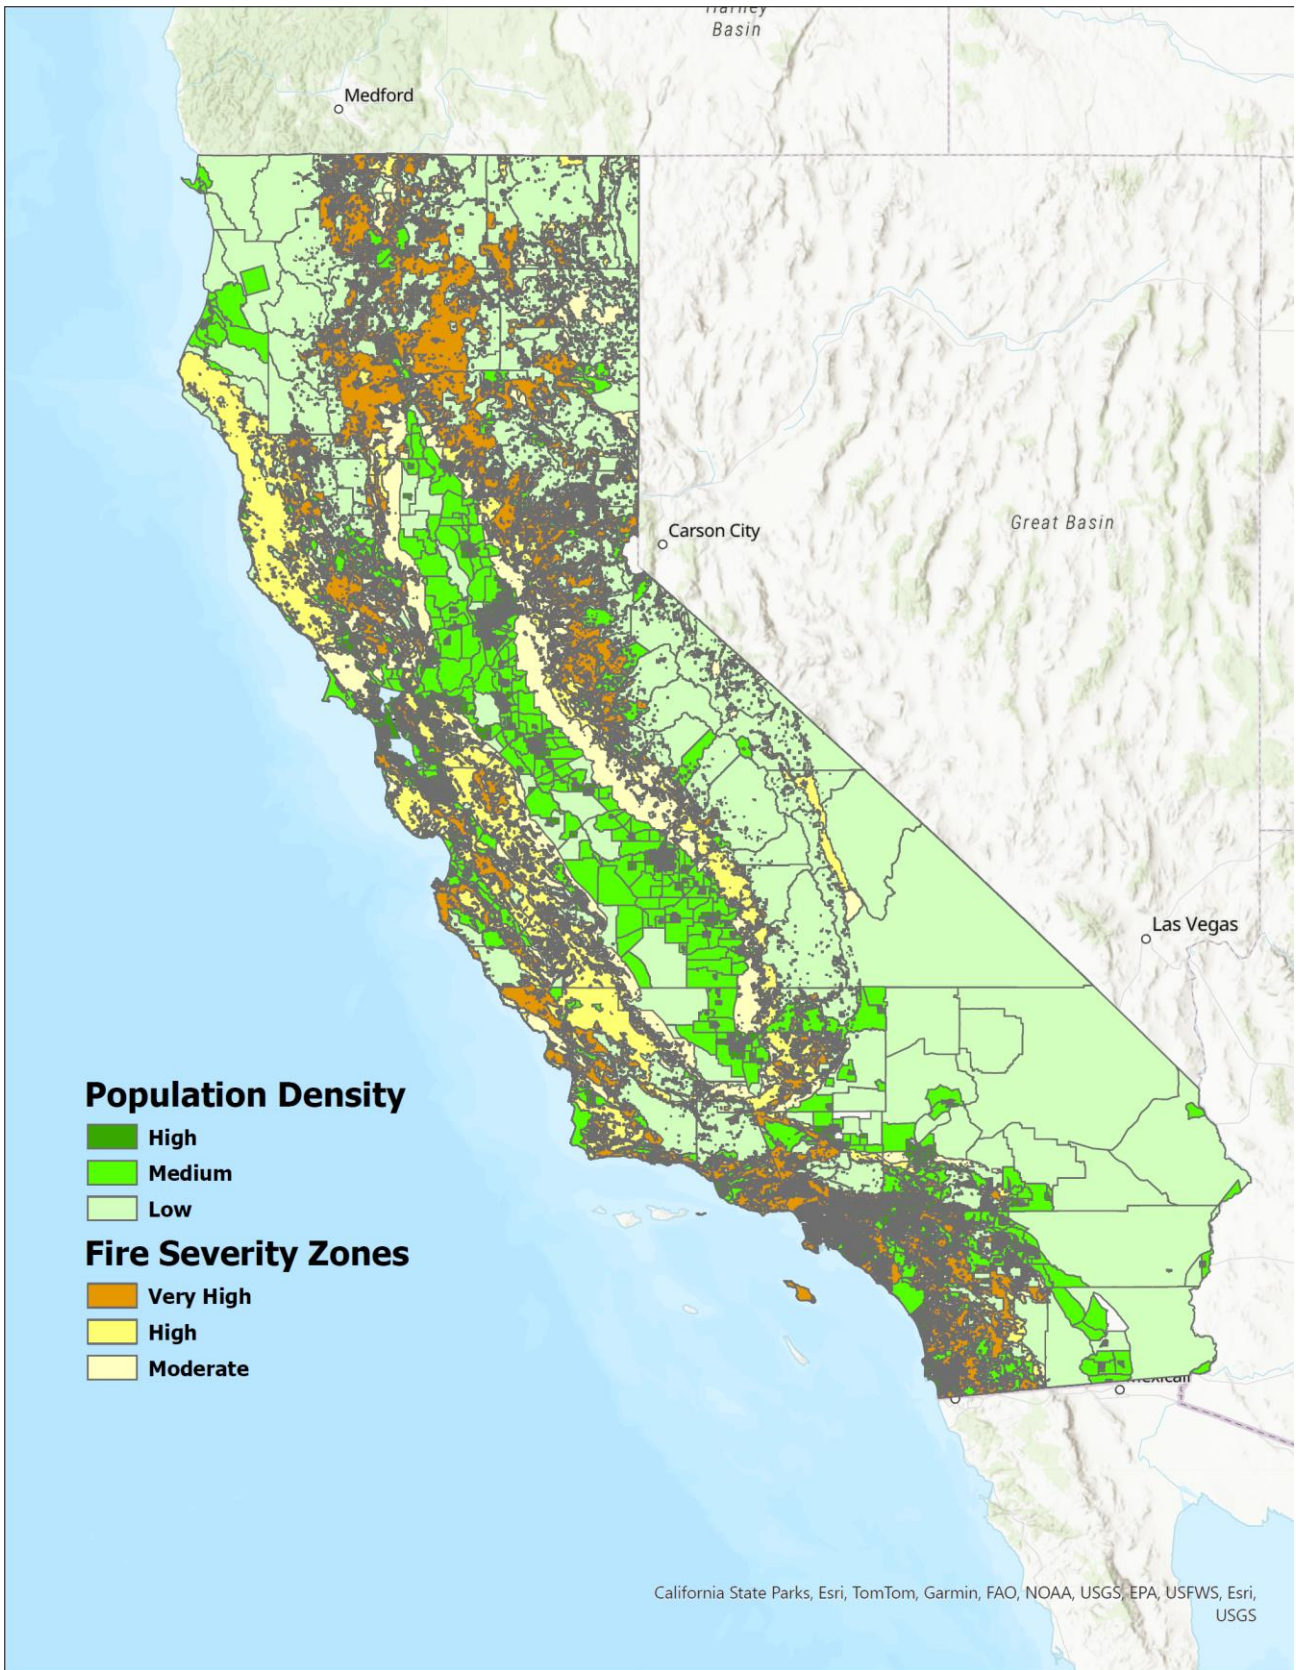 Basin
Medford
Carson City
Great Basin
Las Vegas
Population Density
High
Medium
Low
Fire Severity Zones
Very High
High
Moderate
California State Parks, Esri, TomTom, Garmin, FAO, NOAA, USGS, EPA, USFWS, Esri,
USGS